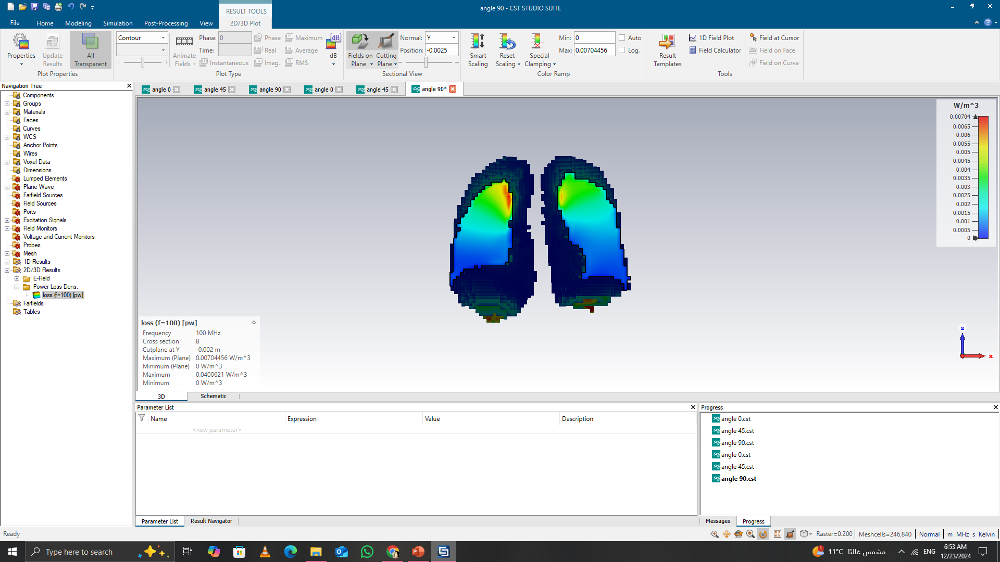 angle 90 - CST STUDIO SUITE
RESULT TOOLS
File Home Modeling Simulation Post-Processing View 2D/3D Plot
Properties
Update Results
All Transparent
Plot Properties
Contour
Animate Fields
Phase: 0
Time:
Phase Maximum
Real Average
Instantaneous Imag. RMS
dB
dB
Plot Type
Fields on Plane
Cutting Plane
Normal: Y
Position: -0.0025
Sectional View
Smart Scaling
Reset Scaling
Special Clamping
Min: 0 Auto
Max: 0.00704456 Log.
Color Ramp
Result Templates
1D Field Plot
Field Calculator
Field at Cursor
Field on Face
Field on Curve
Tools
Navigation Tree
Components
Groups
Materials
Faces
Curves
WCS
Anchor Points
Wires
Voxel Data
Dimensions
Lumped Elements
Plane Wave
Farfield Sources
Field Sources
Ports
Excitation Signals
Field Monitors
Voltage and Current Monitors
Probes
Mesh
1D Results
2D/3D Results
E-Field
Power Loss Dens.
loss (f=100) [pw]
Farfields
Tables
angle 0 angle 45 angle 90 angle 0 angle 45 angle 90*
W/m^3
0.00704
0.0065
0.006
0.0055
0.005
0.0045
0.004
0.0035
0.003
0.0025
0.002
0.0015
0.001
0.0005
0
z
x
loss (f=100) [pw]
Frequency 100 MHz
Cross section B
Cutplane at Y -0.002 m
Maximum (Plane) 0.00704456 W/m^3
Minimum (Plane) 0 W/m^3
Maximum 0.0400621 W/m^3
Minimum 0 W/m^3
3D Schematic
Parameter List
Name Expression Value Description
<new parameter>
Parameter List Result Navigator
Progress
angle 0.cst
angle 45.cst
angle 90.cst
angle 0.cst
angle 45.cst
angle 90.cst
Messages Progress
Ready
Raster=0.200 Meshcells=246,840 Normal m MHz s Kelvin
Type here to search
1
11°C مشمس غالبًا
ENG
6:53 AM
12/23/2024